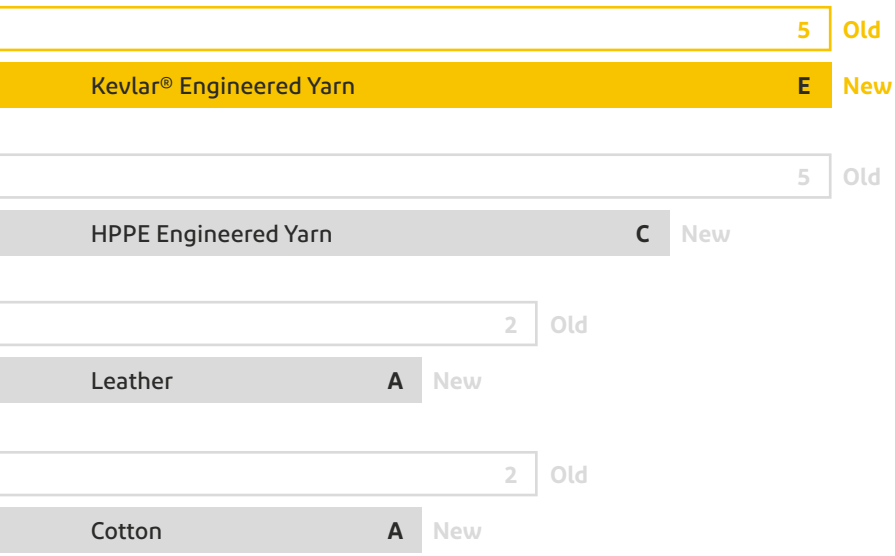 5 Old
Kevlar® Engineered Yarn E New
5 Old
HPPE Engineered Yarn C New
2 Old
Leather A New
2 Old
Cotton A New